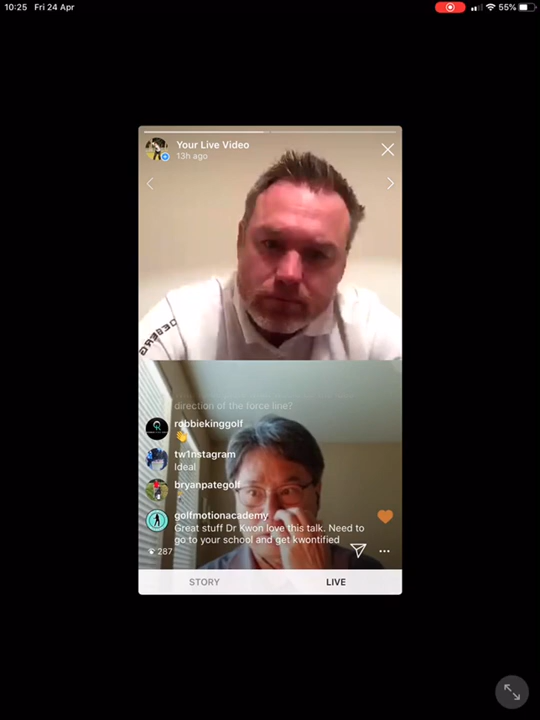 10:25 Fri 24 Apr
55%
Your Live Video
13h ago
direction of the force line?
robbiekinggolf
👋
tw1nstagram
Ideal
bryanpategolf
golfmotionacademy
Great stuff Dr Kwon love this talk. Need to
go to your school and get kwontified
287
STORY LIVE